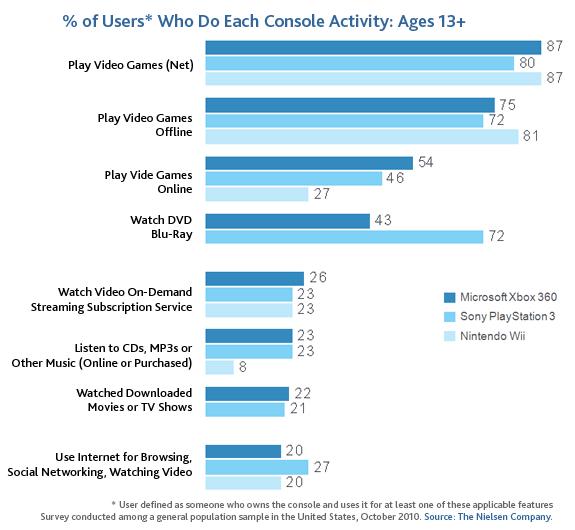 % of Users* Who Do Each Console Activity: Ages 13+
Play Video Games (Net)
87
80
87
Play Video Games
Offline
75
72
81
Play Vide Games
Online
54
46
27
Watch DVD
Blu-Ray
43
72
Watch Video On-Demand
Streaming Subscription Service
26
23
23
Microsoft Xbox 360
Sony PlayStation 3
Nintendo Wii
Listen to CDs, MP3s or
Other Music (Online or Purchased)
23
23
8
Watched Downloaded
Movies or TV Shows
22
21
Use Internet for Browsing,
Social Networking, Watching Video
20
27
20
* User defined as someone who owns the console and uses it for at least one of these applicable features
Survey conducted among a general population sample in the United States, October 2010. Source: The Nielsen Company.